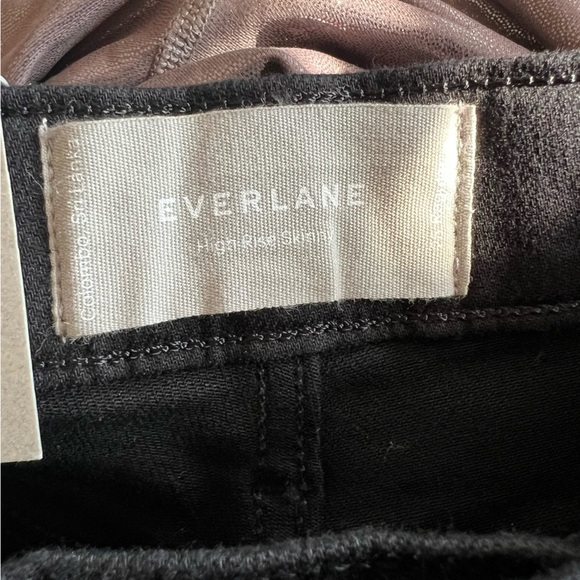 Colombo, Sri Lanka
EVERLANE
High Rise Skinny